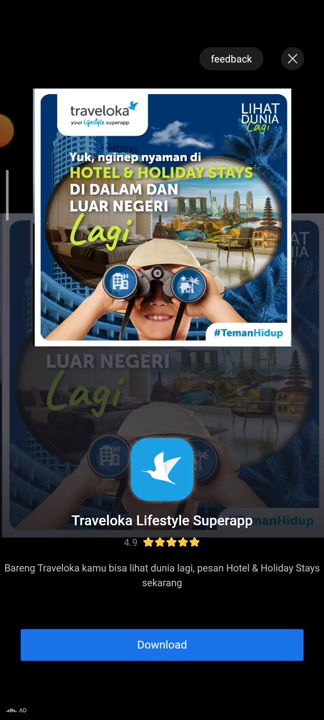 feedback
traveloka
your lifestyle superapp
LIHAT
DUNIA
Lagi
Yuk, nginep nyaman di
HOTEL & HOLIDAY STAYS
DI DALAM DAN
LUAR NEGERI
Lagi
#TemanHidup
LUAR NEGERI
Lagi
Traveloka Lifestyle Superapp
manHidup
4.9
Bareng Traveloka kamu bisa lihat dunia lagi, pesan Hotel & Holiday Stays
sekarang
Download
AD